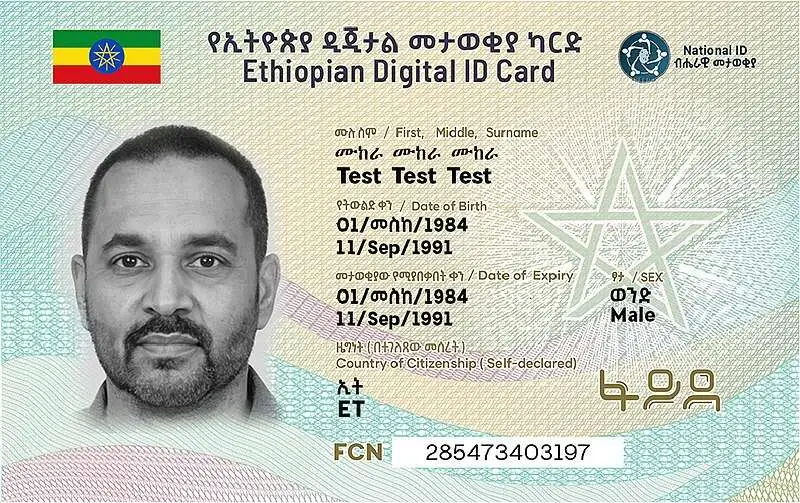 የኢትዮጵያ ዲጂታል መታወቂያ ካርድ
Ethiopian Digital ID Card
National ID
ብሔራዊ መታወቂያ
ሙሉ ስም / First, Middle, Surname
ሙከራ ሙከራ ሙከራ
Test Test Test
የትውልድ ቀን / Date of Birth
01/መስከ/1984
11/Sep/1991
መታወቂያው የሚያበቃበት ቀን / Date of Expiry
01/መስከ/1984
11/Sep/1991
ፆታ / SEX
ወንድ
Male
ዜግነት ( በተገለጸው መሰረት )
Country of Citizenship ( Self-declared)
ኢት
ET
ፋይዳ
FCN 285473403197